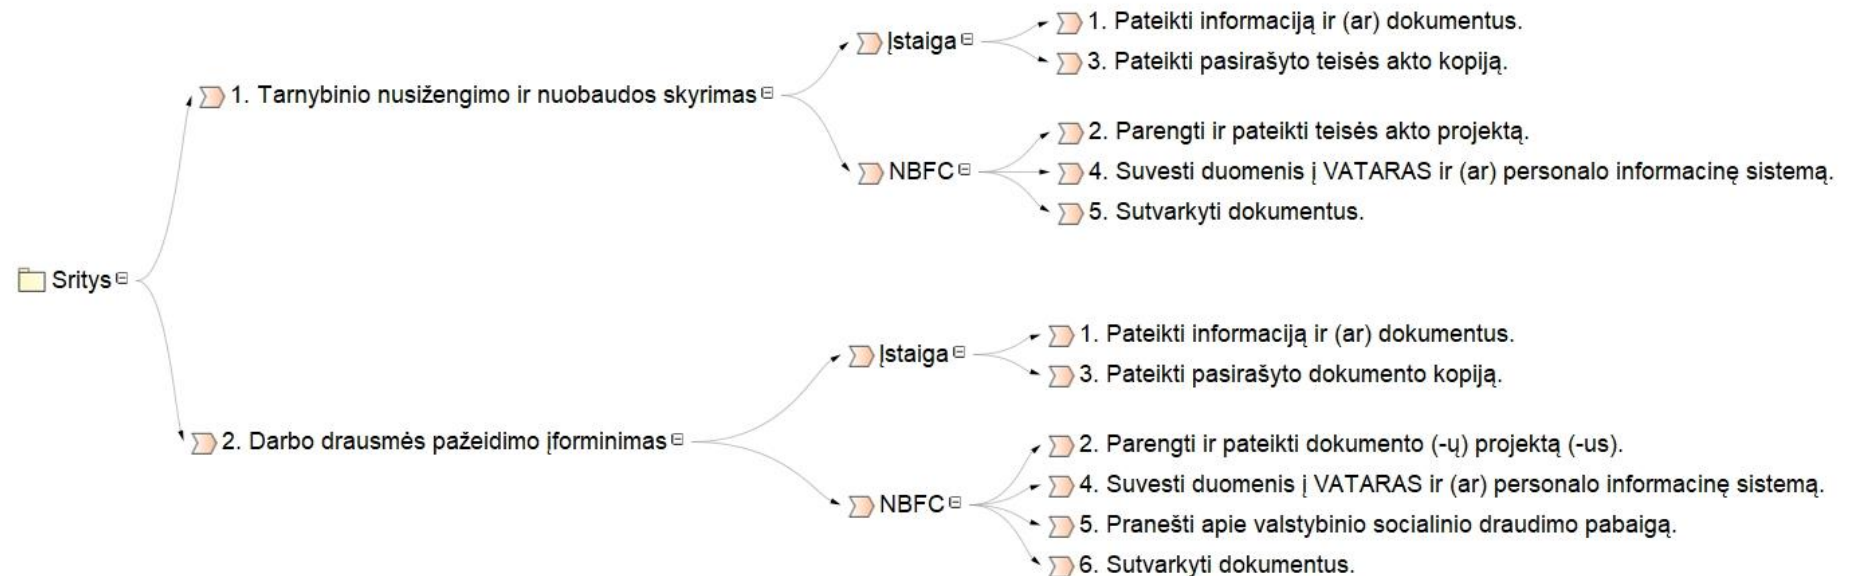 Sritys
1. Tarnybinio nusižengimo ir nuobaudos skyrimas
Įstaiga
1. Pateikti informaciją ir (ar) dokumentus.
3. Pateikti pasirašyto teisės akto kopiją.
NBFC
2. Parengti ir pateikti teisės akto projektą.
4. Suvesti duomenis į VATARAS ir (ar) personalo informacinę sistemą.
5. Sutvarkyti dokumentus.
2. Darbo drausmės pažeidimo įforminimas
Įstaiga
1. Pateikti informaciją ir (ar) dokumentus.
3. Pateikti pasirašyto dokumento kopiją.
NBFC
2. Parengti ir pateikti dokumento (-ų) projektą (-us).
4. Suvesti duomenis į VATARAS ir (ar) personalo informacinę sistemą.
5. Pranešti apie valstybinio socialinio draudimo pabaigą.
6. Sutvarkyti dokumentus.